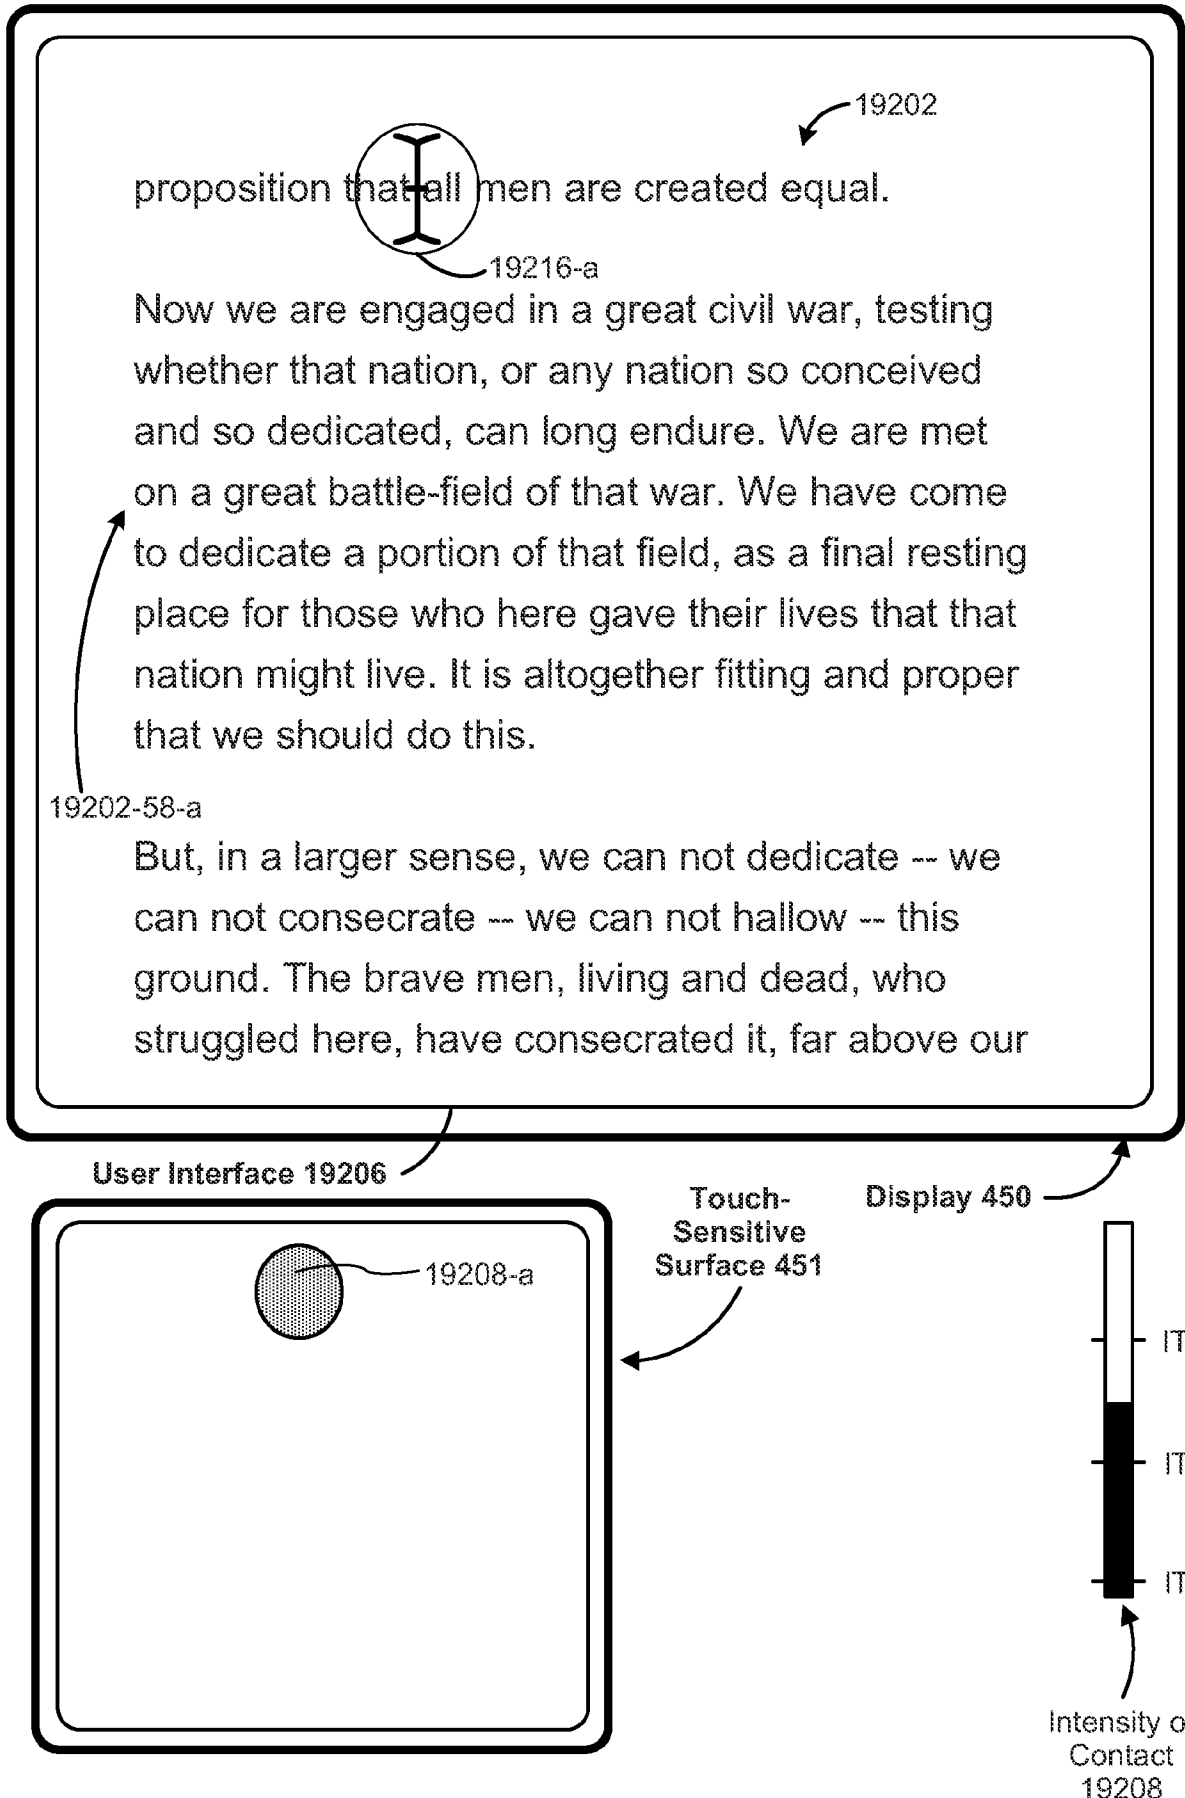 19202
proposition that all men are created equal.
19216-a
Now we are engaged in a great civil war, testing
whether that nation, or any nation so conceived
and so dedicated, can long endure. We are met
on a great battle-field of that war. We have come
to dedicate a portion of that field, as a final resting
place for those who here gave their lives that that
nation might live. It is altogether fitting and proper
that we should do this.
19202-58-a
But, in a larger sense, we can not dedicate -- we
can not consecrate -- we can not hallow -- this
ground. The brave men, living and dead, who
struggled here, have consecrated it, far above our
User Interface 19206
Display 450
Touch-
Sensitive
Surface 451
19208-a
IT
IT
IT
Intensity o
Contact
19208